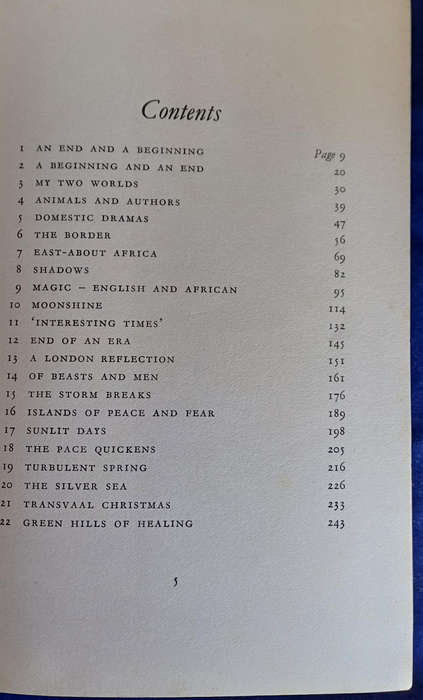 Contents
1 AN END AND A BEGINNING Page 9
2 A BEGINNING AND AN END 20
3 MY TWO WORLDS 30
4 ANIMALS AND AUTHORS 39
5 DOMESTIC DRAMAS 47
6 THE BORDER 56
7 EAST-ABOUT AFRICA 69
8 SHADOWS 82
9 MAGIC – ENGLISH AND AFRICAN 95
10 MOONSHINE 114
11 ‘INTERESTING TIMES’ 132
12 END OF AN ERA 145
13 A LONDON REFLECTION 151
14 OF BEASTS AND MEN 161
15 THE STORM BREAKS 176
16 ISLANDS OF PEACE AND FEAR 189
17 SUNLIT DAYS 198
18 THE PACE QUICKENS 205
19 TURBULENT SPRING 216
20 THE SILVER SEA 226
21 TRANSVAAL CHRISTMAS 233
22 GREEN HILLS OF HEALING 243
5